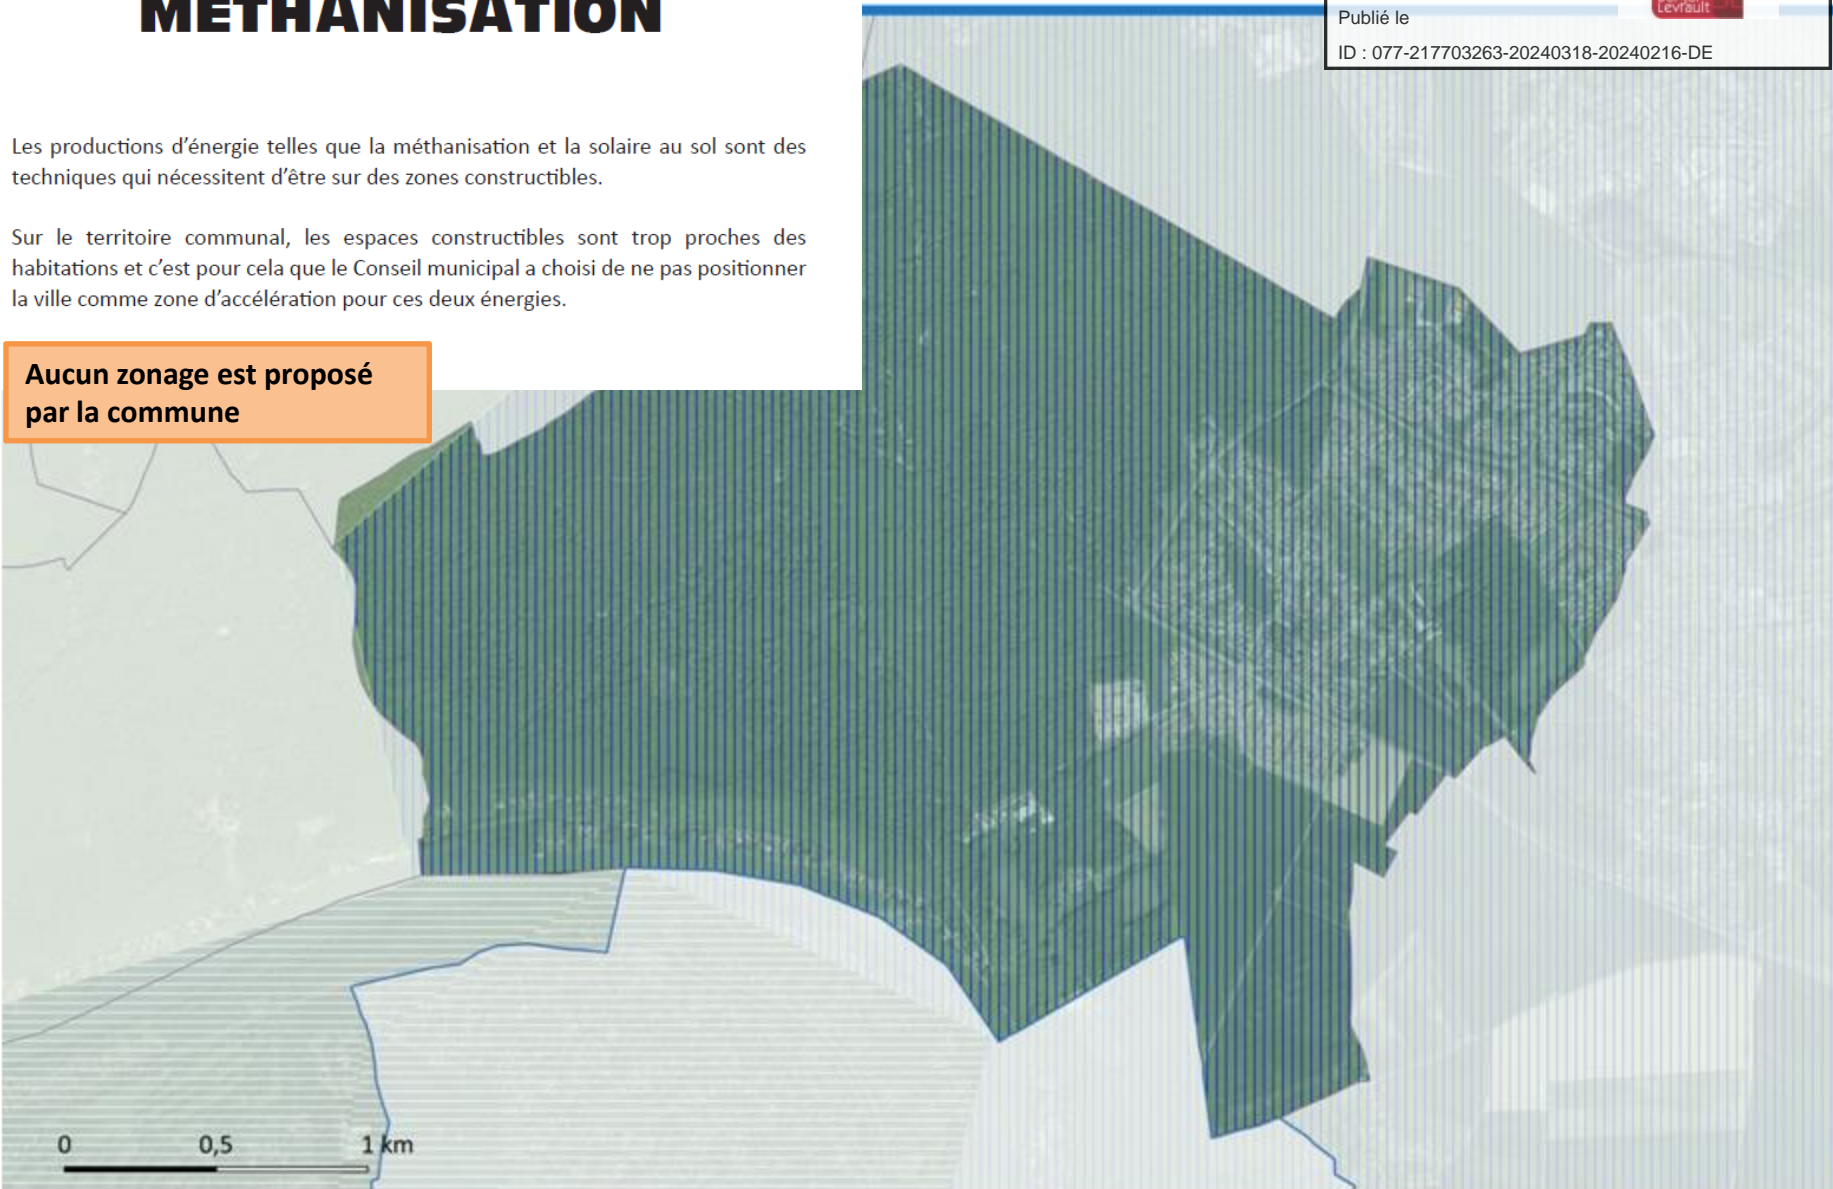 MÉTHANISATION
Publié le
Levrault
ID : 077-217703263-20240318-20240216-DE
Les productions d'énergie telles que la méthanisation et la solaire au sol sont des
techniques qui nécessitent d'être sur des zones constructibles.
Sur le territoire communal, les espaces constructibles sont trop proches des
habitations et c'est pour cela que le Conseil municipal a choisi de ne pas positionner
la ville comme zone d'accélération pour ces deux énergies.
Aucun zonage est proposé
par la commune
0 0,5 1 km